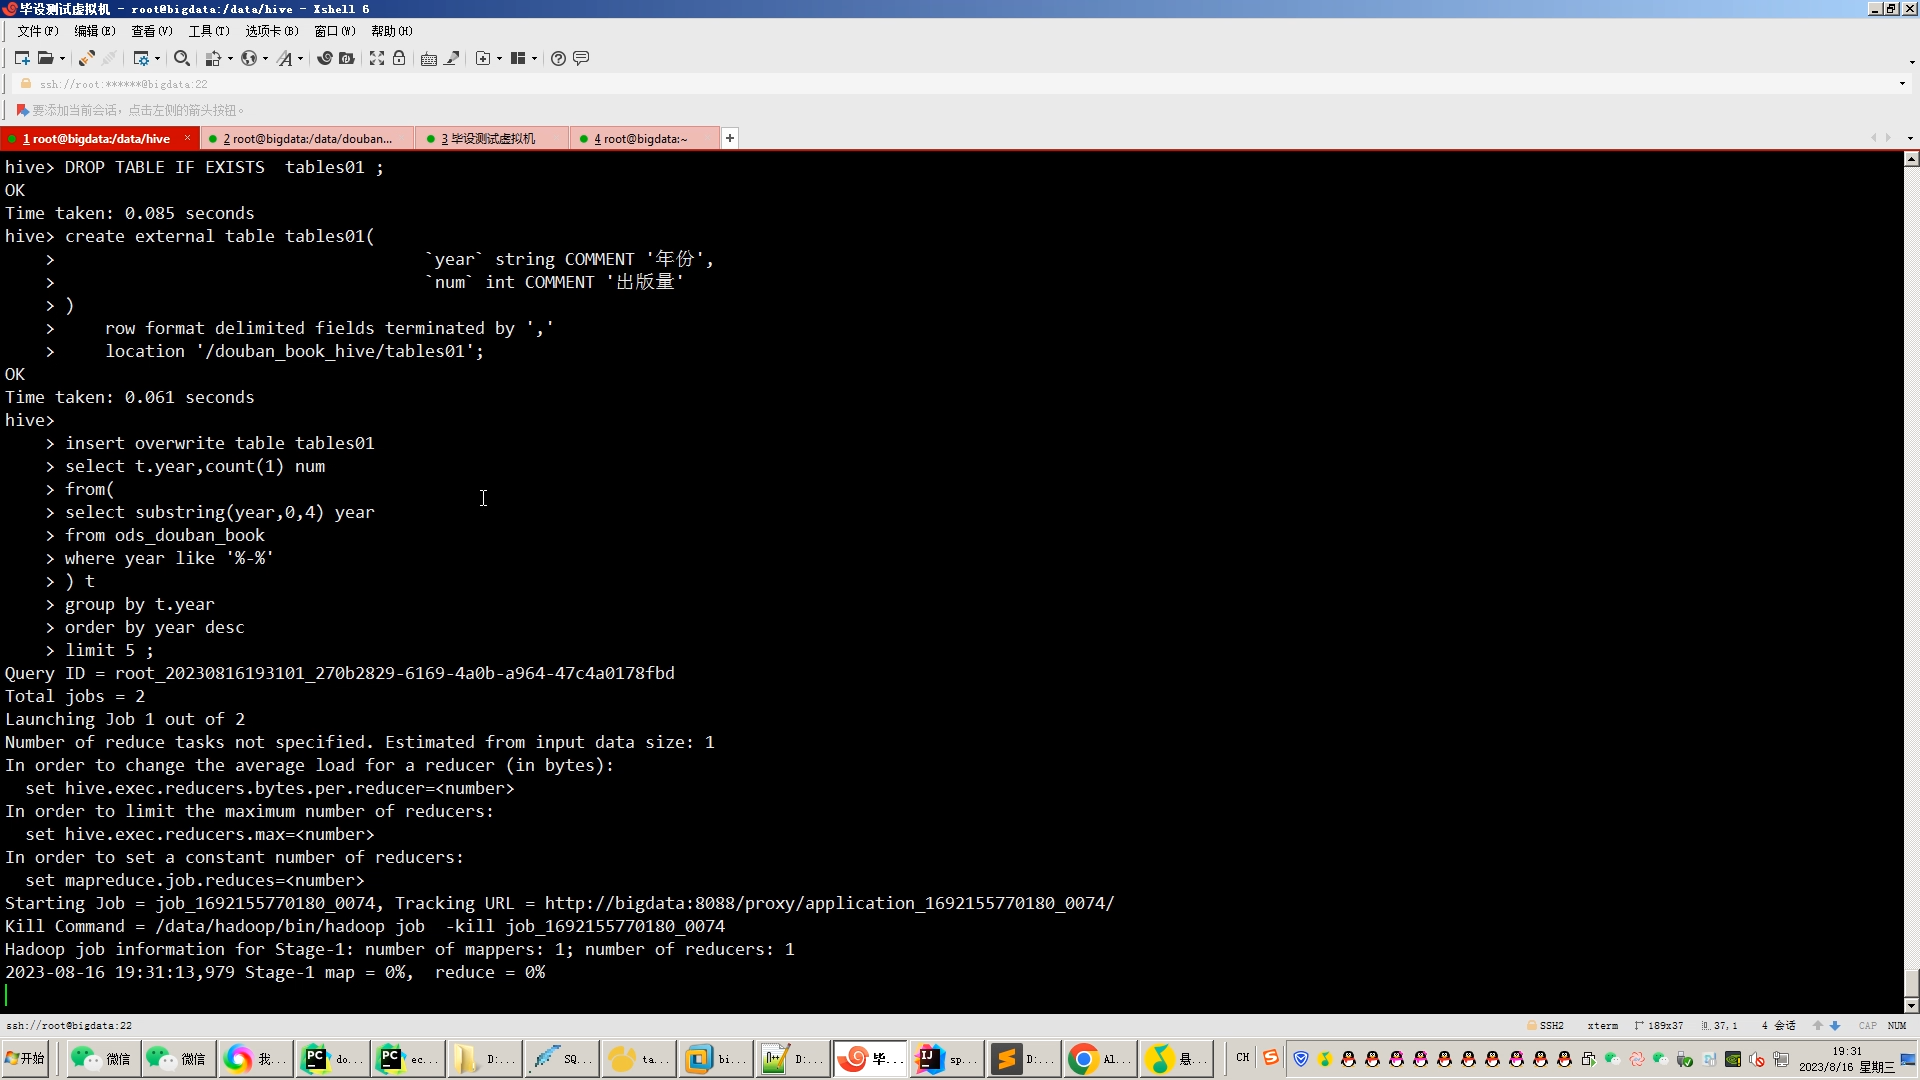 毕设测试虚拟机 - root@bigdata:/data/hive - Xshell 6
文件(F) 编辑(E) 查看(V) 工具(T) 选项卡(B) 窗口(W) 帮助(H)
ssh://root:******@bigdata:22
要添加当前会话，点击左侧的箭头按钮。
1 root@bigdata:/data/hive × 2 root@bigdata:/data/douban... 3 毕设测试虚拟机 4 root@bigdata:~ +
hive> DROP TABLE IF EXISTS  tables01 ;
OK
Time taken: 0.085 seconds
hive> create external table tables01(
    >                                     `year` string COMMENT '年份',
    >                                     `num` int COMMENT '出版量'
    > )
    >     row format delimited fields terminated by ','
    >     location '/douban_book_hive/tables01';
OK
Time taken: 0.061 seconds
hive>
    > insert overwrite table tables01
    > select t.year,count(1) num
    > from(
    > select substring(year,0,4) year
    > from ods_douban_book
    > where year like '%-%'
    > ) t
    > group by t.year
    > order by year desc
    > limit 5 ;
Query ID = root_20230816193101_270b2829-6169-4a0b-a964-47c4a0178fbd
Total jobs = 2
Launching Job 1 out of 2
Number of reduce tasks not specified. Estimated from input data size: 1
In order to change the average load for a reducer (in bytes):
  set hive.exec.reducers.bytes.per.reducer=<number>
In order to limit the maximum number of reducers:
  set hive.exec.reducers.max=<number>
In order to set a constant number of reducers:
  set mapreduce.job.reduces=<number>
Starting Job = job_1692155770180_0074, Tracking URL = http://bigdata:8088/proxy/application_1692155770180_0074/
Kill Command = /data/hadoop/bin/hadoop job  -kill job_1692155770180_0074
Hadoop job information for Stage-1: number of mappers: 1; number of reducers: 1
2023-08-16 19:31:13,979 Stage-1 map = 0%,  reduce = 0%
ssh://root@bigdata:22 SSH2 xterm 189x37 37,1 4 会话 CAP NUM
开始 微信 微信 我... do... ec... D:... SQ... ta... bi... D:... 毕... sp... D:... Al... 悬... CH 19:31
2023/8/16 星期三